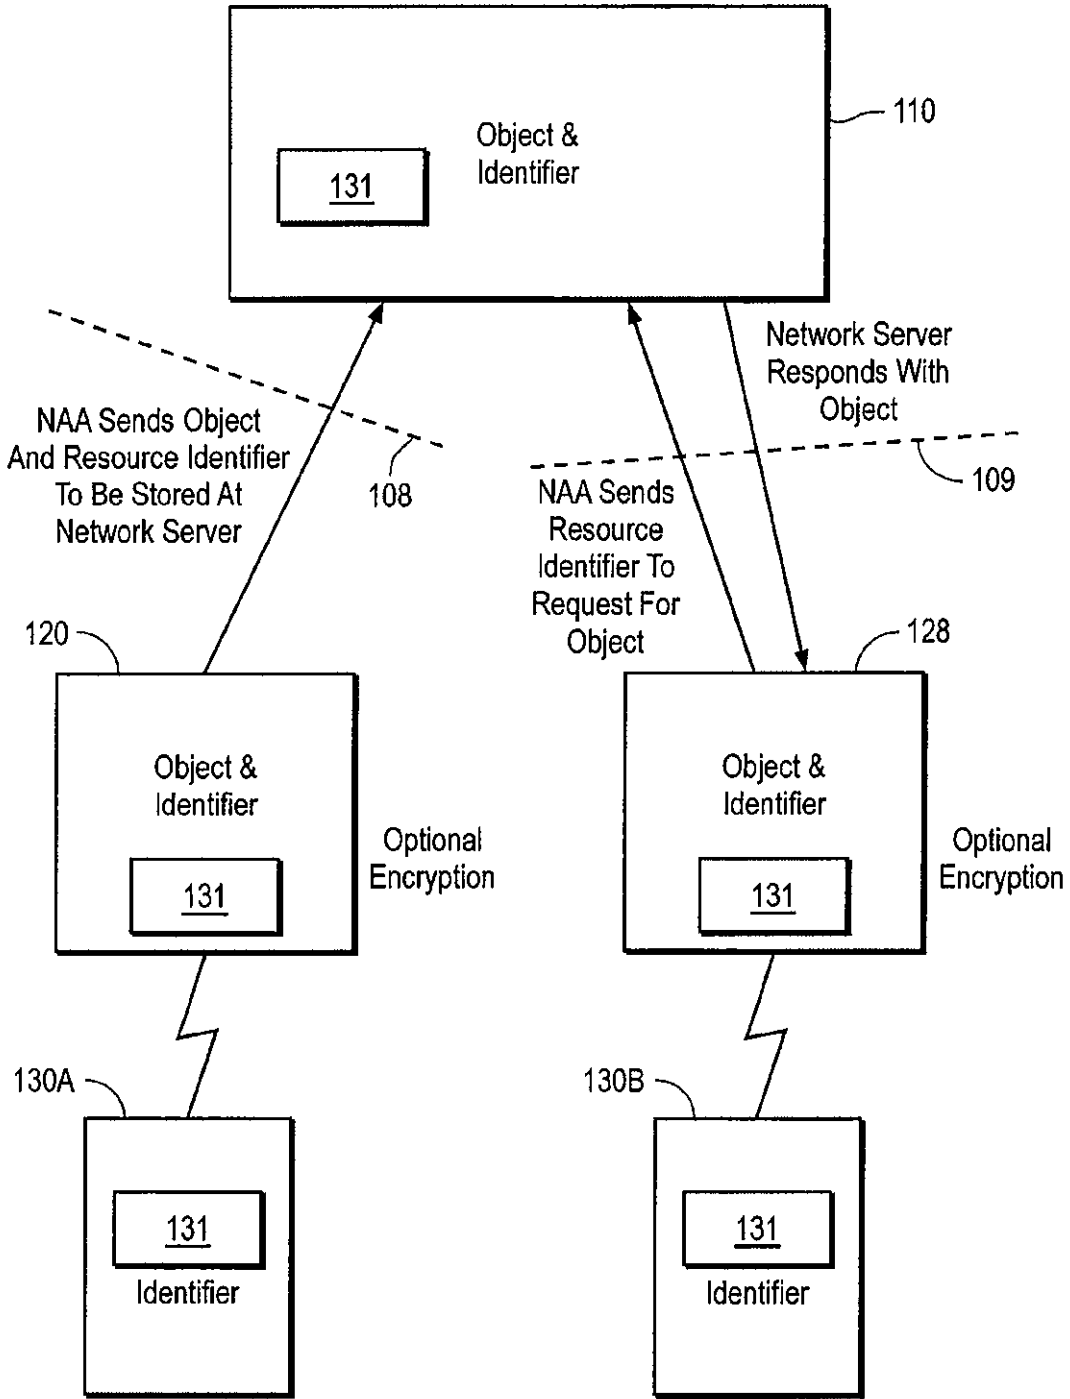 110
Object &
Identifier
131
Network Server
Responds With
Object
NAA Sends Object
And Resource Identifier
To Be Stored At
Network Server
108
109
NAA Sends
Resource
Identifier To
Request For
Object
120
128
Object &
Identifier
131
Optional
Encryption
Object &
Identifier
131
Optional
Encryption
130A
131
Identifier
130B
131
Identifier